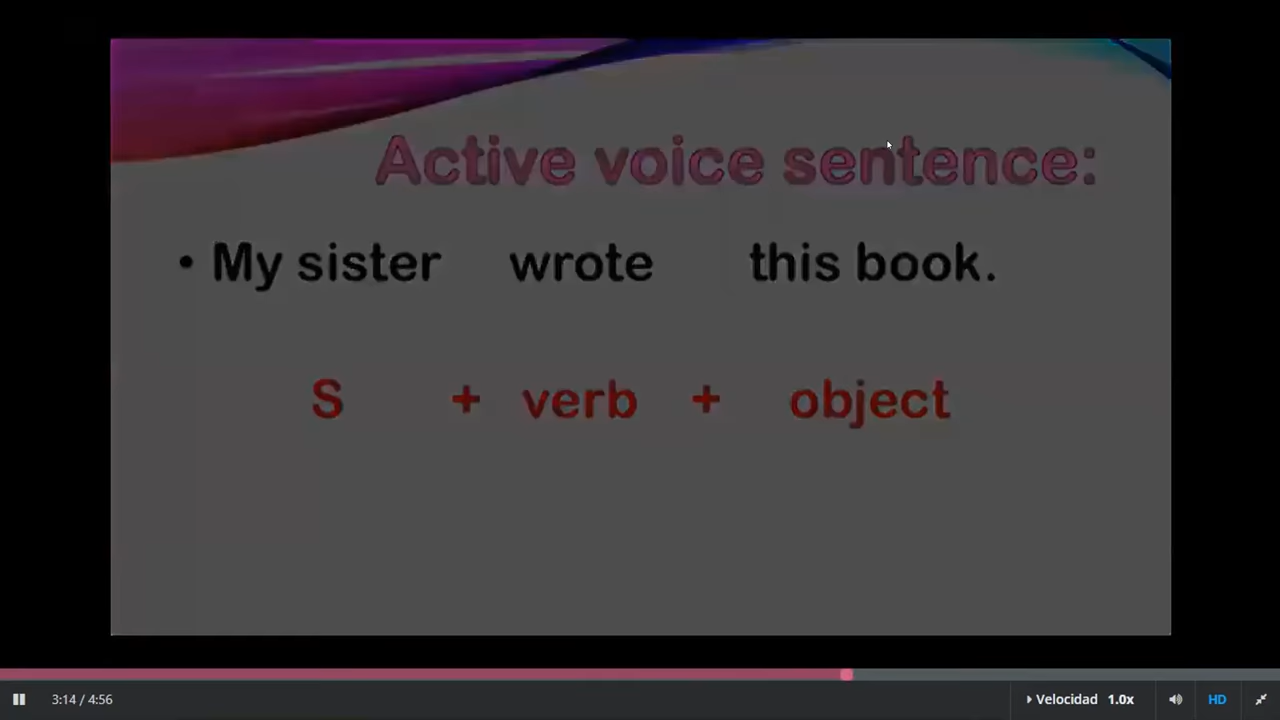 Active voice sentence:
• My sister wrote this book.
S + verb + object
3:14 / 4:56 Velocidad 1.0x HD